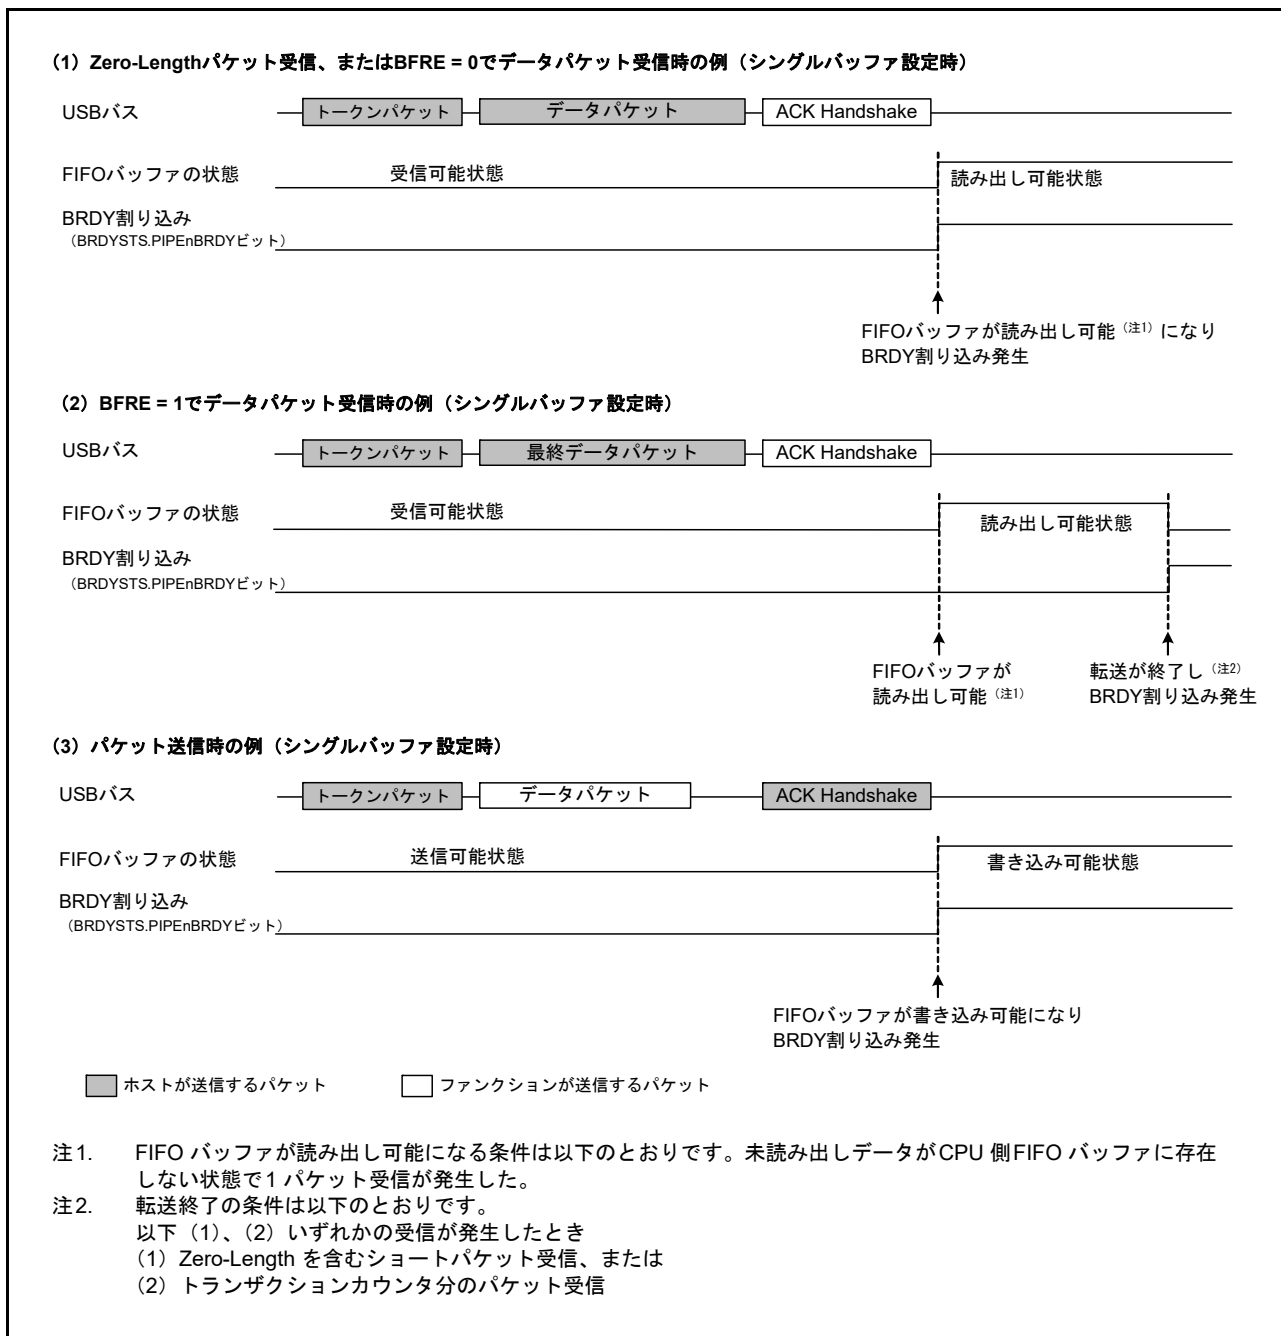 (1) Zero-Lengthパケット受信、またはBFRE = 0でデータパケット受信時の例（シングルバッファ設定時）
USBバス
トークンパケット
データパケット
ACK Handshake
FIFOバッファの状態
受信可能状態
読み出し可能状態
BRDY割り込み
（BRDYSTS.PIPEnBRDYビット）
FIFOバッファが読み出し可能（注1）になり
BRDY割り込み発生
（2）BFRE = 1でデータパケット受信時の例（シングルバッファ設定時）
USBバス
トークンパケット
最終データパケット
ACK Handshake
FIFOバッファの状態
受信可能状態
読み出し可能状態
BRDY割り込み
（BRDYSTS.PIPEnBRDYビット）
FIFOバッファが
読み出し可能（注1）
転送が終了し（注2）
BRDY割り込み発生
（3）パケット送信時の例（シングルバッファ設定時）
USBバス
トークンパケット
データパケット
ACK Handshake
FIFOバッファの状態
送信可能状態
書き込み可能状態
BRDY割り込み
（BRDYSTS.PIPEnBRDYビット）
FIFOバッファが書き込み可能になり
BRDY割り込み発生
ホストが送信するパケット
ファンクションが送信するパケット
注1. FIFO バッファが読み出し可能になる条件は以下のとおりです。未読み出しデータがCPU 側FIFO バッファに存在
しない状態で1 パケット受信が発生した。
注2. 転送終了の条件は以下のとおりです。
以下（1）、（2）いずれかの受信が発生したとき
（1）Zero-Length を含むショートパケット受信、または
（2）トランザクションカウンタ分のパケット受信